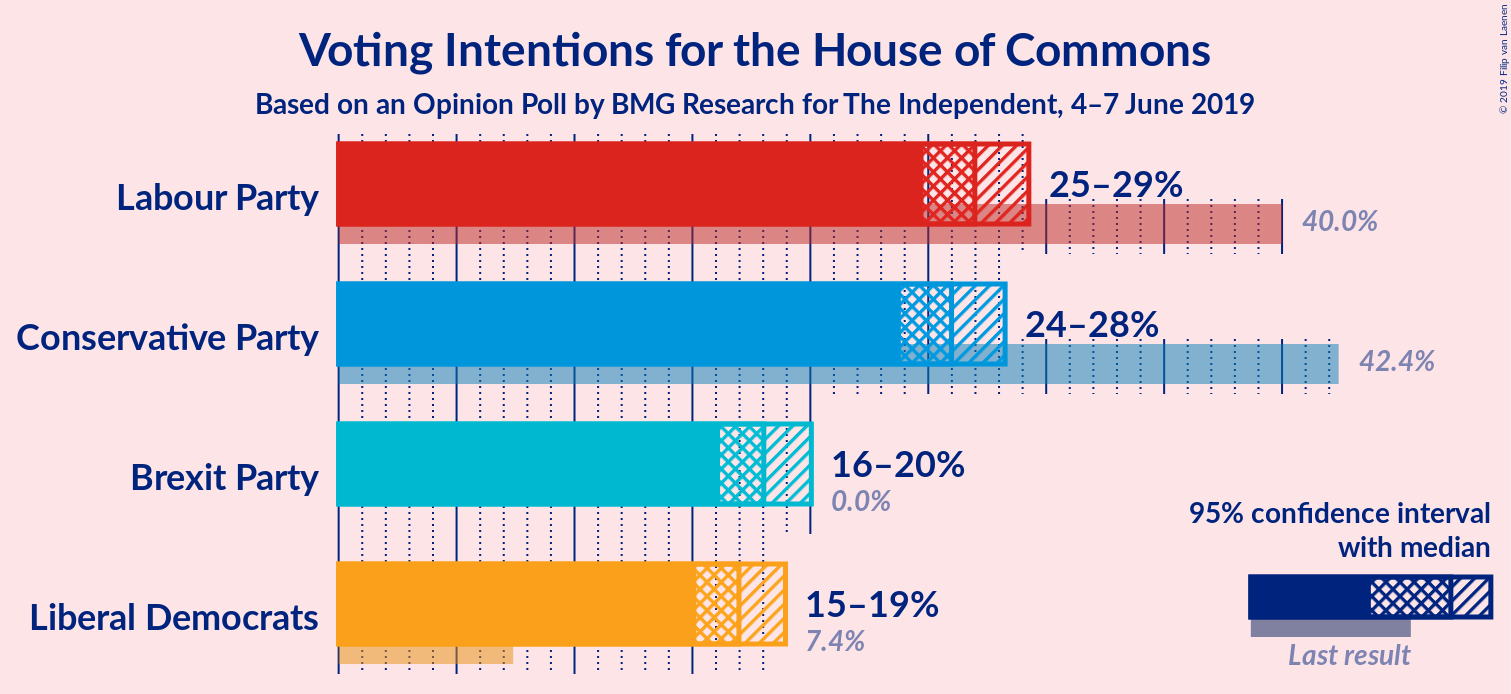 Voting Intentions for the House of Commons
Based on an Opinion Poll by BMG Research for The Independent, 4–7 June 2019
© 2019 Filip van Laenen
Labour Party
25–29%
40.0%
Conservative Party
24–28%
42.4%
Brexit Party
16–20%
0.0%
Liberal Democrats
15–19%
7.4%
95% confidence interval
with median
Last result